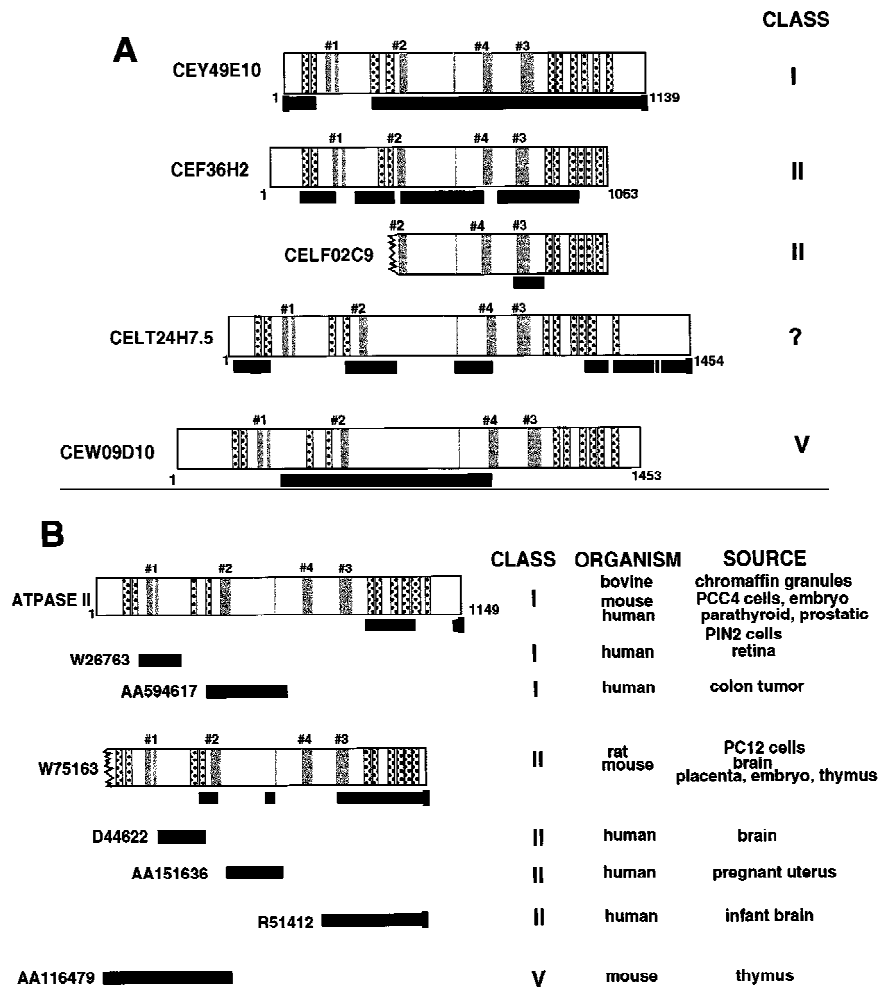 CLASS
A
#1 #2 #4 #3
CEY49E10 I
1 1139
#1 #2 #4 #3
CEF36H2 II
1 1063
#2 #4 #3
CELF02C9 II
#1 #2 #4 #3
CELT24H7.5 ?
1 1454
#1 #2 #4 #3
CEW09D10 V
1 1453
B
CLASS ORGANISM SOURCE
#1 #2 #4 #3
bovine chromaffin granules
ATPASE II I mouse PCC4 cells, embryo
1 1149 human parathyroid, prostatic
PIN2 cells
W26763 I human retina
AA594617 I human colon tumor
#1 #2 #4 #3
rat PC12 cells
W75163 II mouse brain
placenta, embryo, thymus
D44622 II human brain
AA151636 II human pregnant uterus
R51412 II human infant brain
AA116479 V mouse thymus